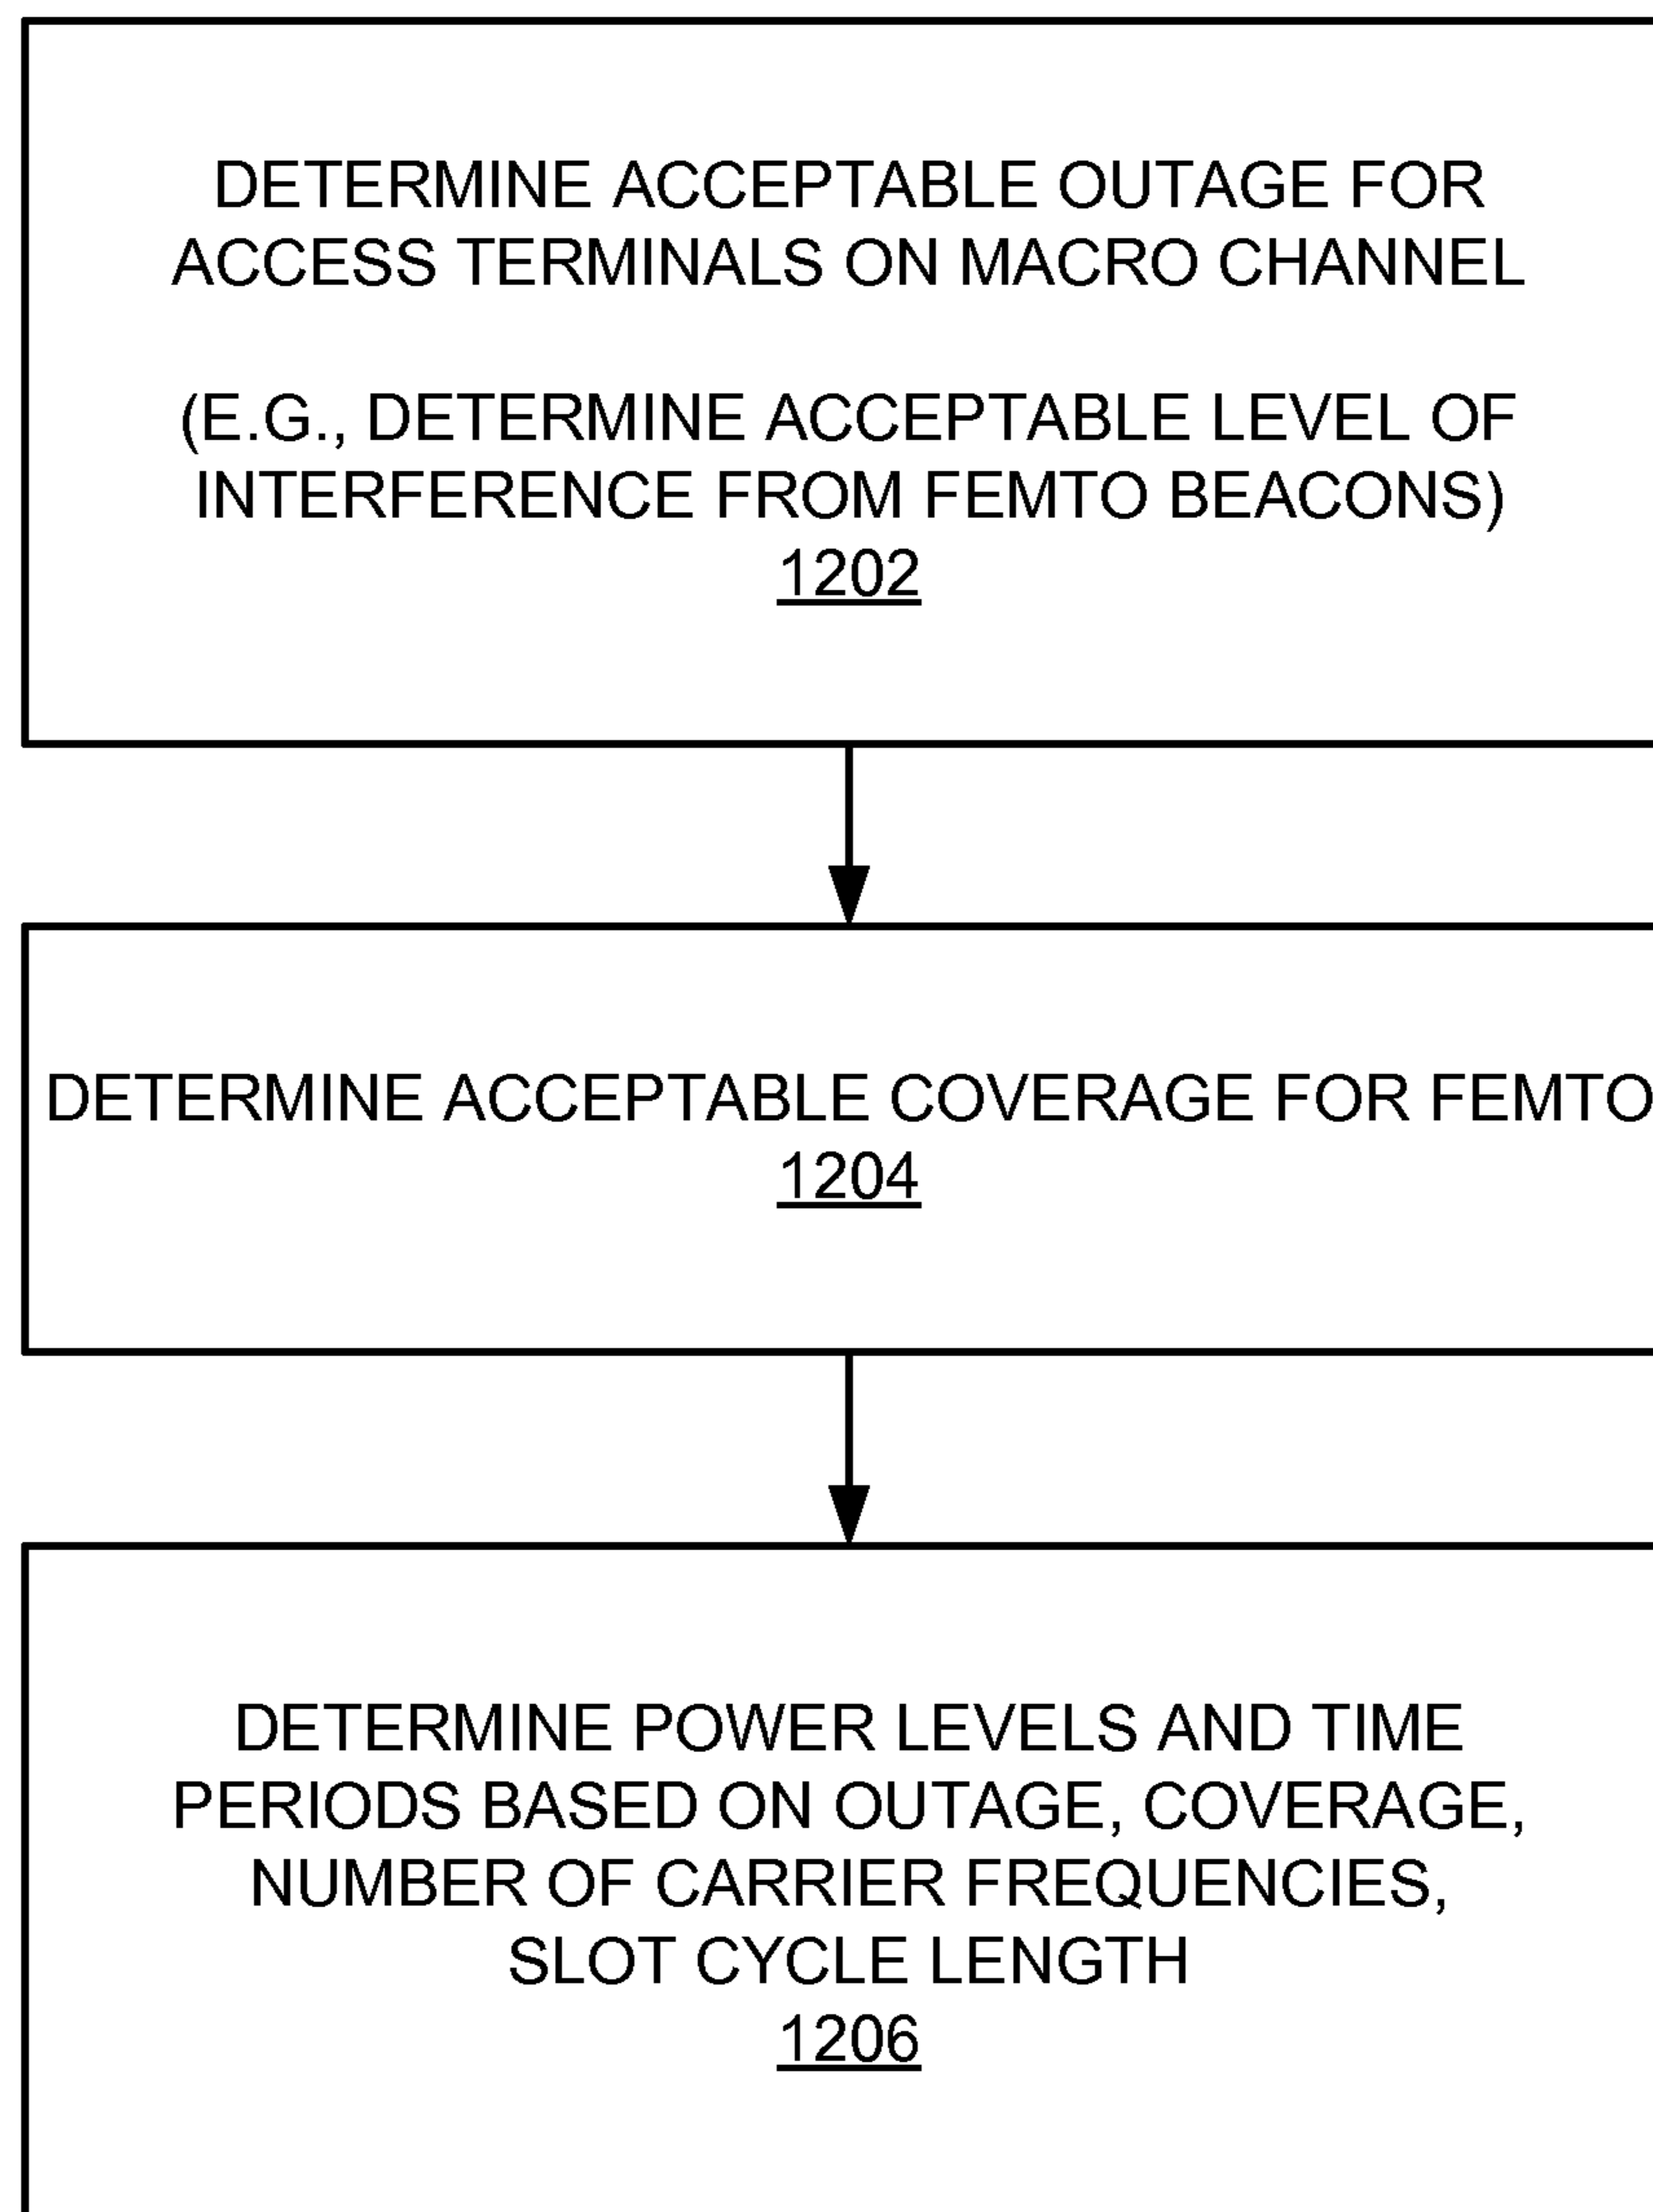 DETERMINE ACCEPTABLE OUTAGE FOR
ACCESS TERMINALS ON MACRO CHANNEL
(E.G., DETERMINE ACCEPTABLE LEVEL OF
INTERFERENCE FROM FEMTO BEACONS)
1202
DETERMINE ACCEPTABLE COVERAGE FOR FEMTO
1204
DETERMINE POWER LEVELS AND TIME
PERIODS BASED ON OUTAGE, COVERAGE,
NUMBER OF CARRIER FREQUENCIES,
SLOT CYCLE LENGTH
1206